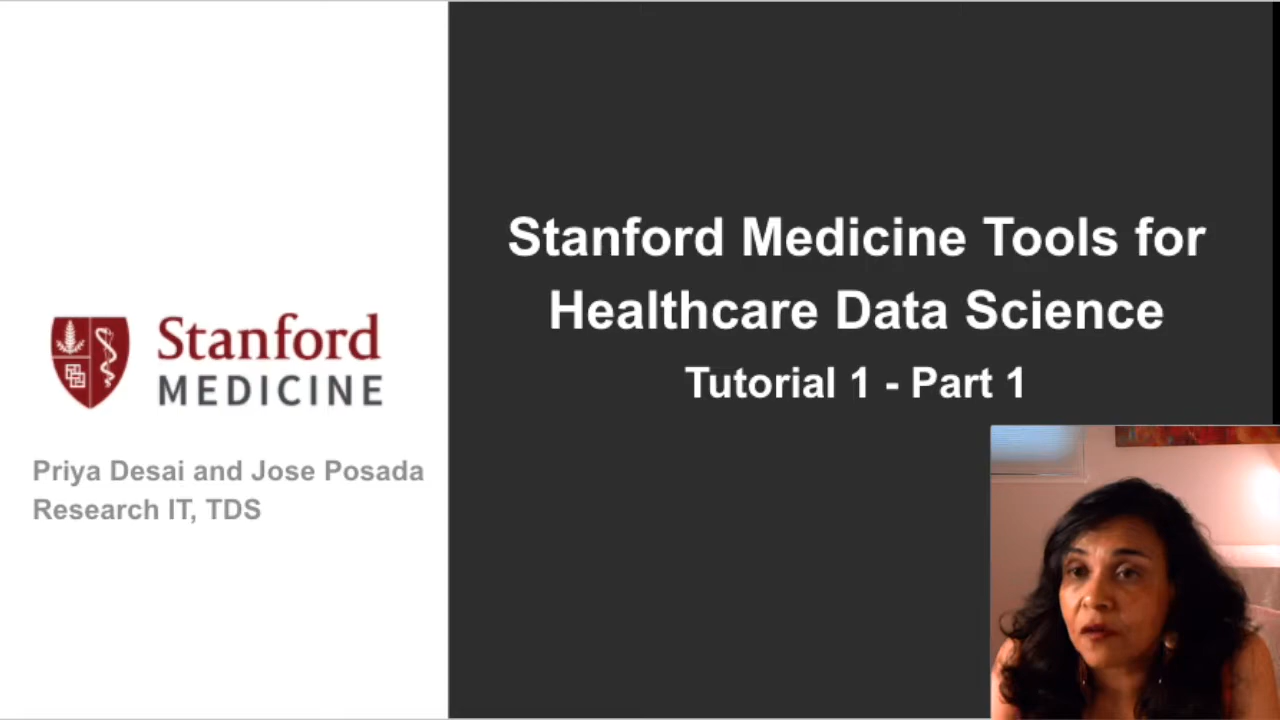 Stanford Medicine Tools for
Healthcare Data Science
Tutorial 1 - Part 1
Stanford
MEDICINE
Priya Desai and Jose Posada
Research IT, TDS